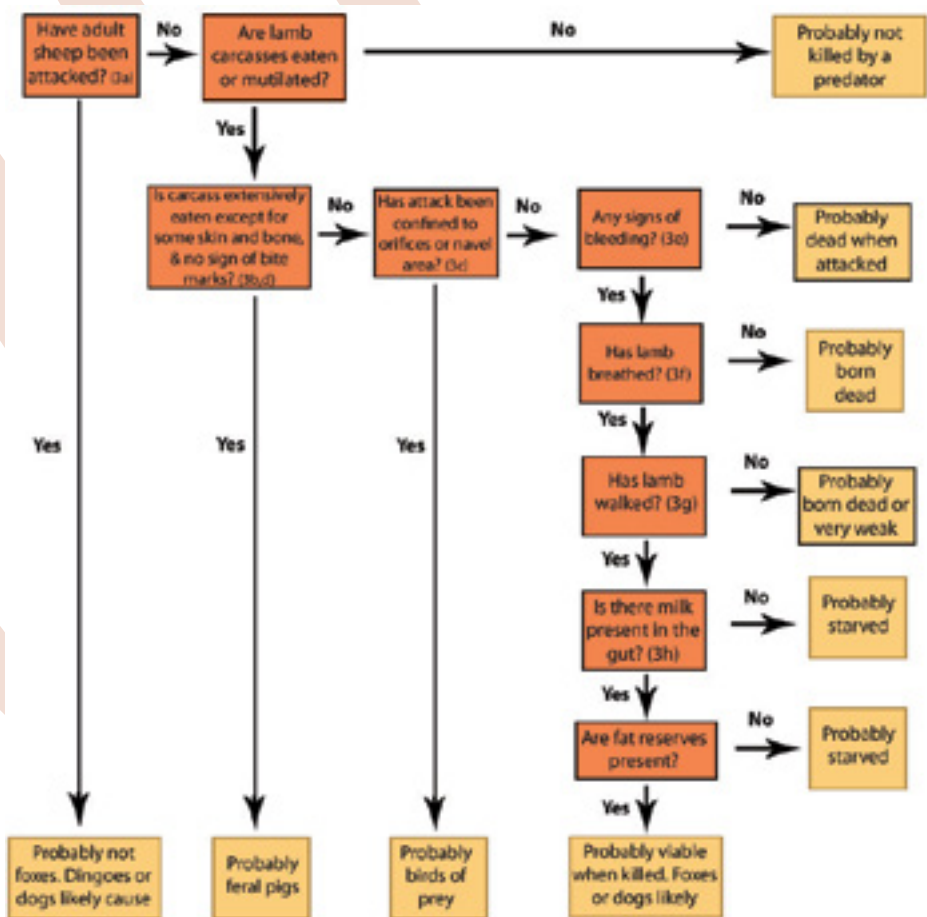 Have adult
sheep been
attacked? (3a)
No
Are lamb
carcasses eaten
or mutilated?
No
Probably not
killed by a
predator
Yes
Is carcass extensively
eaten except for
some skin and bone,
& no sign of bite
marks? (3b,d)
No
Has attack been
confined to
orifices or navel
area? (3c)
No
Any signs of
bleeding? (3e)
No
Probably
dead when
attacked
Yes
Has lamb
breathed? (3f)
No
Probably
born
dead
Yes
Has lamb
walked? (3g)
No
Probably
born dead or
very weak
Yes
Is there milk
present in the
gut? (3h)
No
Probably
starved
Yes
Are fat reserves
present?
No
Probably
starved
Yes
Yes
Yes
Yes
Probably not
foxes. Dingoes or
dogs likely cause
Probably
feral pigs
Probably
birds of
prey
Probably viable
when killed. Foxes
or dogs likely